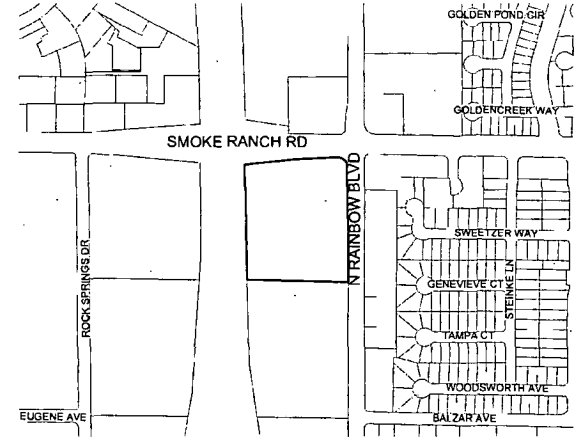 GOLDEN POND CIR
GOLDENCREEK WAY
SMOKE RANCH RD
N RAINBOW BLVD
SWEETZER WAY
ROCK SPRINGS DR
GENEVIEVE CT
STEINKE LN
TAMPA CT
WOODSWORTH AVE
EUGENE AVE
BALZAR AVE